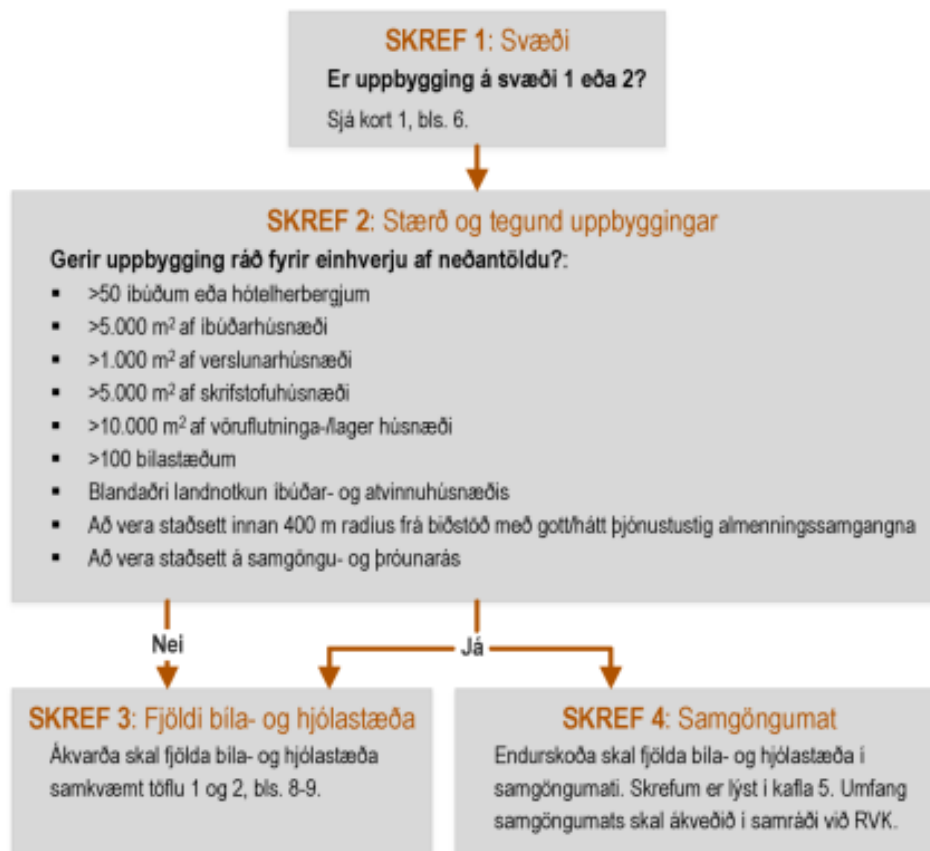 SKREF 1: Svæði
Er uppbygging á svæði 1 eða 2?
Sjá kort 1, bls. 6.
SKREF 2: Stærð og tegund uppbyggingar
Gerir uppbygging ráð fyrir einhverju af neðantöldu?:
▪ >50 íbúðum eða hótelherbergjum
▪ >5.000 m² af íbúðarhúsnæði
▪ >1.000 m² af verslunarhúsnæði
▪ >5.000 m² af skrifstofuhúsnæði
▪ >10.000 m² af vöruflutninga-/lager húsnæði
▪ >100 bílastæðum
▪ Blandaðri landnotkun íbúðar- og atvinnuhúsnæðis
▪ Að vera staðsett innan 400 m radíus frá biðstöð með gott/hátt þjónustustig almenningssamgangna
▪ Að vera staðsett á samgöngu- og þróunarás
Nei
Já
SKREF 3: Fjöldi bíla- og hjólastæða
Ákvarða skal fjölda bíla- og hjólastæða
samkvæmt töflu 1 og 2, bls. 8-9.
SKREF 4: Samgöngumat
Endurskoða skal fjölda bíla- og hjólastæða í
samgöngumati. Skrefum er lýst í kafla 5. Umfang
samgöngumats skal ákveðið í samráði við RVK.